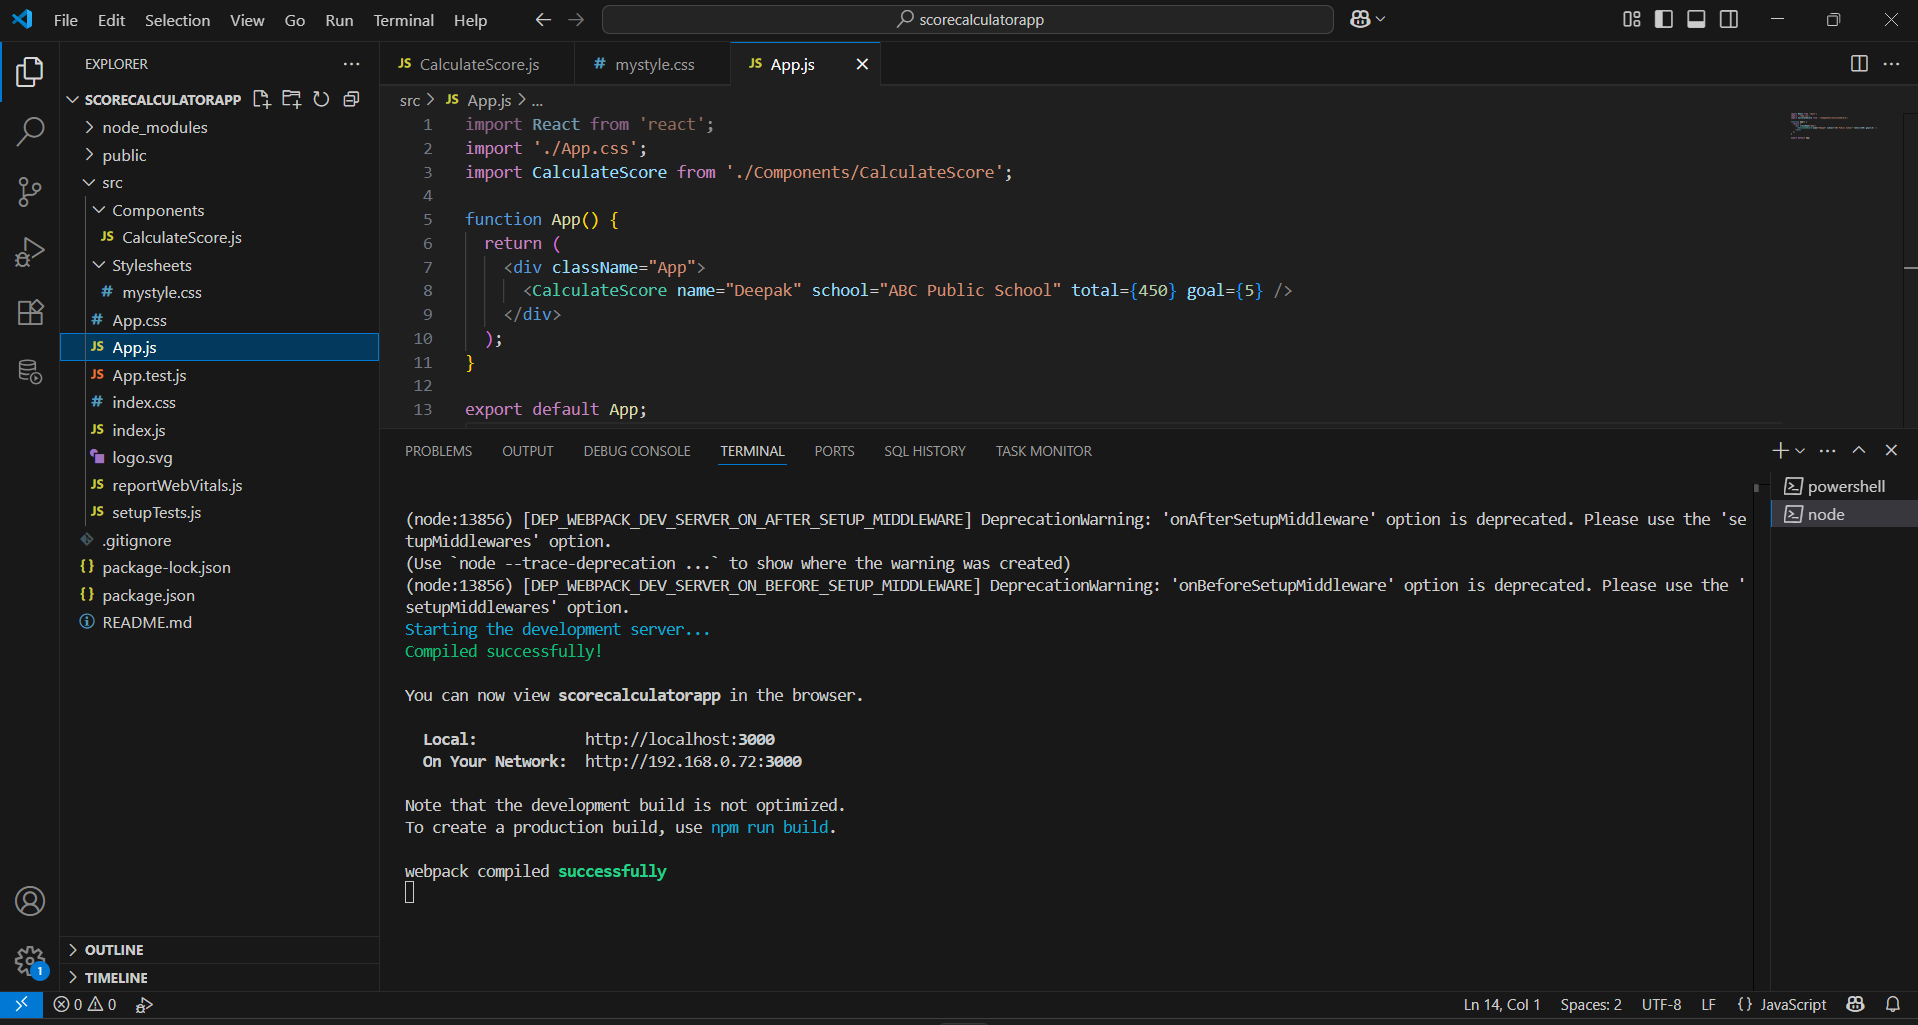 File Edit Selection View Go Run Terminal Help
scorecalculatorapp
EXPLORER
SCORECALCULATORAPP
node_modules
public
src
Components
JS CalculateScore.js
Stylesheets
# mystyle.css
# App.css
JS App.js
JS App.test.js
# index.css
JS index.js
logo.svg
JS reportWebVitals.js
JS setupTests.js
.gitignore
{} package-lock.json
{} package.json
README.md
OUTLINE
TIMELINE
JS CalculateScore.js # mystyle.css JS App.js
src > JS App.js > ...
1 import React from 'react';
2 import './App.css';
3 import CalculateScore from './Components/CalculateScore';
4
5 function App() {
6 return (
7 <div className="App">
8 <CalculateScore name="Deepak" school="ABC Public School" total={450} goal={5} />
9 </div>
10 );
11 }
12
13 export default App;
PROBLEMS OUTPUT DEBUG CONSOLE TERMINAL PORTS SQL HISTORY TASK MONITOR
(node:13856) [DEP_WEBPACK_DEV_SERVER_ON_AFTER_SETUP_MIDDLEWARE] DeprecationWarning: 'onAfterSetupMiddleware' option is deprecated. Please use the 'se
tupMiddlewares' option.
(Use `node --trace-deprecation ...` to show where the warning was created)
(node:13856) [DEP_WEBPACK_DEV_SERVER_ON_BEFORE_SETUP_MIDDLEWARE] DeprecationWarning: 'onBeforeSetupMiddleware' option is deprecated. Please use the '
setupMiddlewares' option.
Starting the development server...
Compiled successfully!
You can now view scorecalculatorapp in the browser.
Local: http://localhost:3000
On Your Network: http://192.168.0.72:3000
Note that the development build is not optimized.
To create a production build, use npm run build.
webpack compiled successfully
powershell
node
1
0 0
Ln 14, Col 1 Spaces: 2 UTF-8 LF {} JavaScript